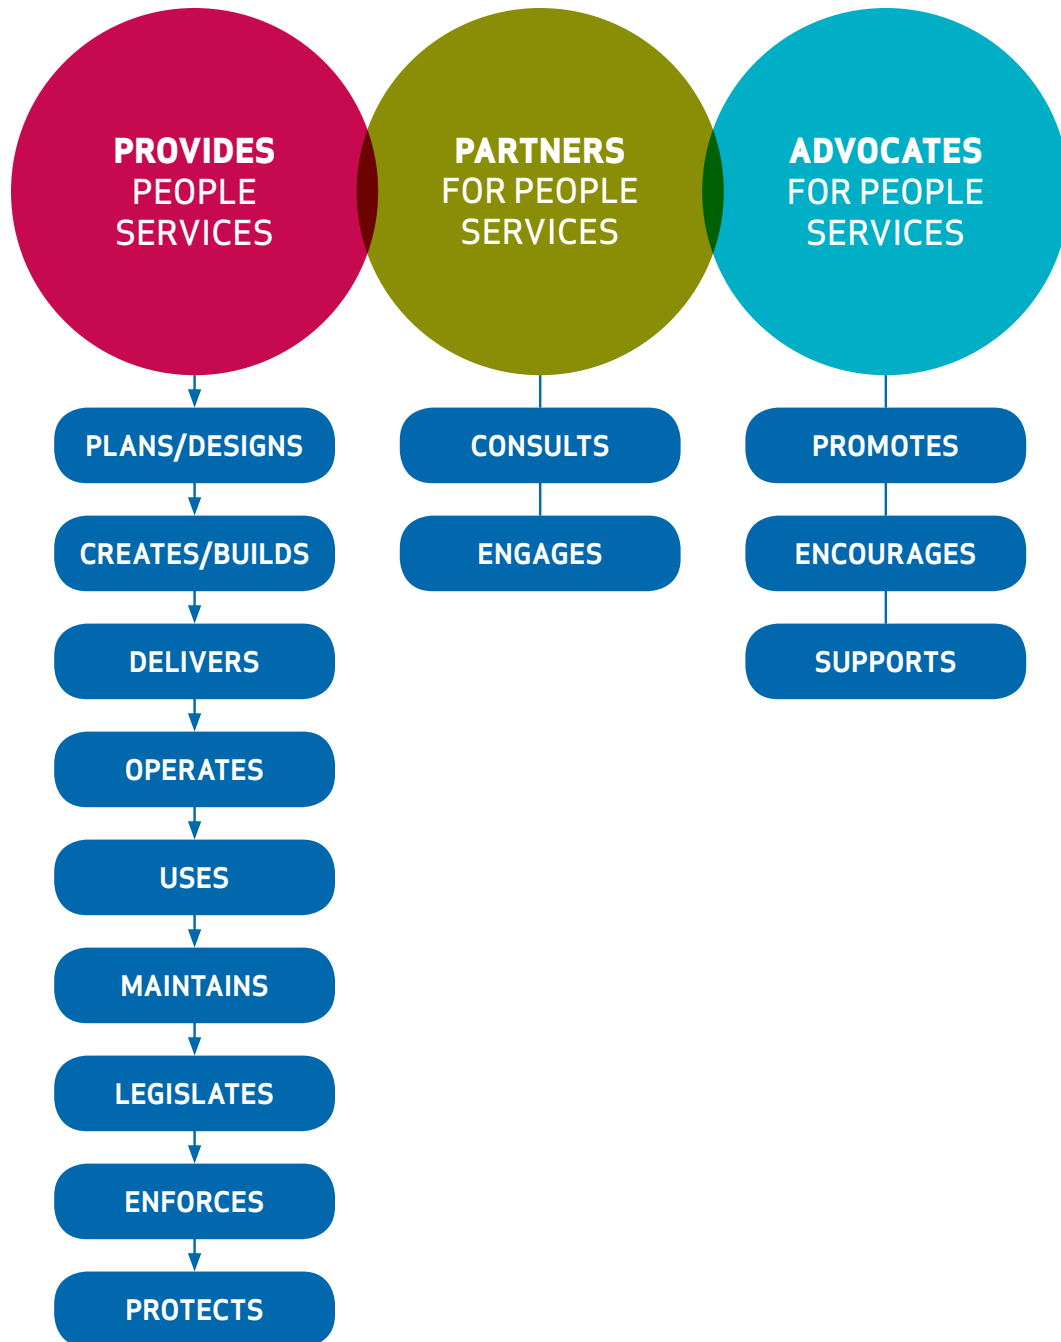 PROVIDES
PEOPLE
SERVICES
PARTNERS
FOR PEOPLE
SERVICES
ADVOCATES
FOR PEOPLE
SERVICES
PLANS/DESIGNS
CREATES/BUILDS
DELIVERS
OPERATES
USES
MAINTAINS
LEGISLATES
ENFORCES
PROTECTS
CONSULTS
ENGAGES
PROMOTES
ENCOURAGES
SUPPORTS